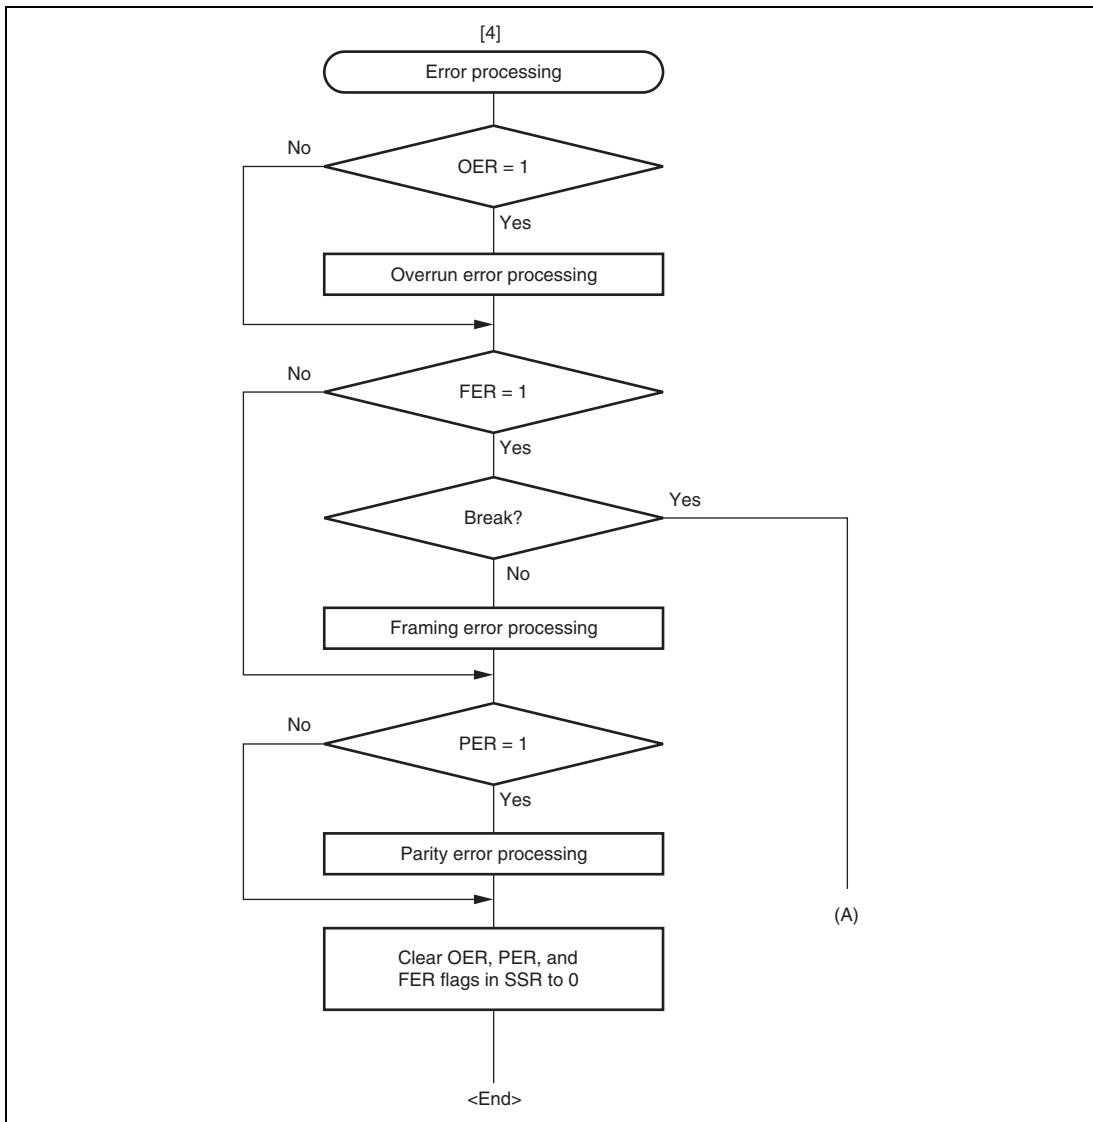 [4]
Error processing
No
OER = 1
Yes
Overrun error processing
No
FER = 1
Yes
Yes
Break?
No
Framing error processing
No
PER = 1
Yes
Parity error processing
(A)
Clear OER, PER, and
FER flags in SSR to 0
<End>